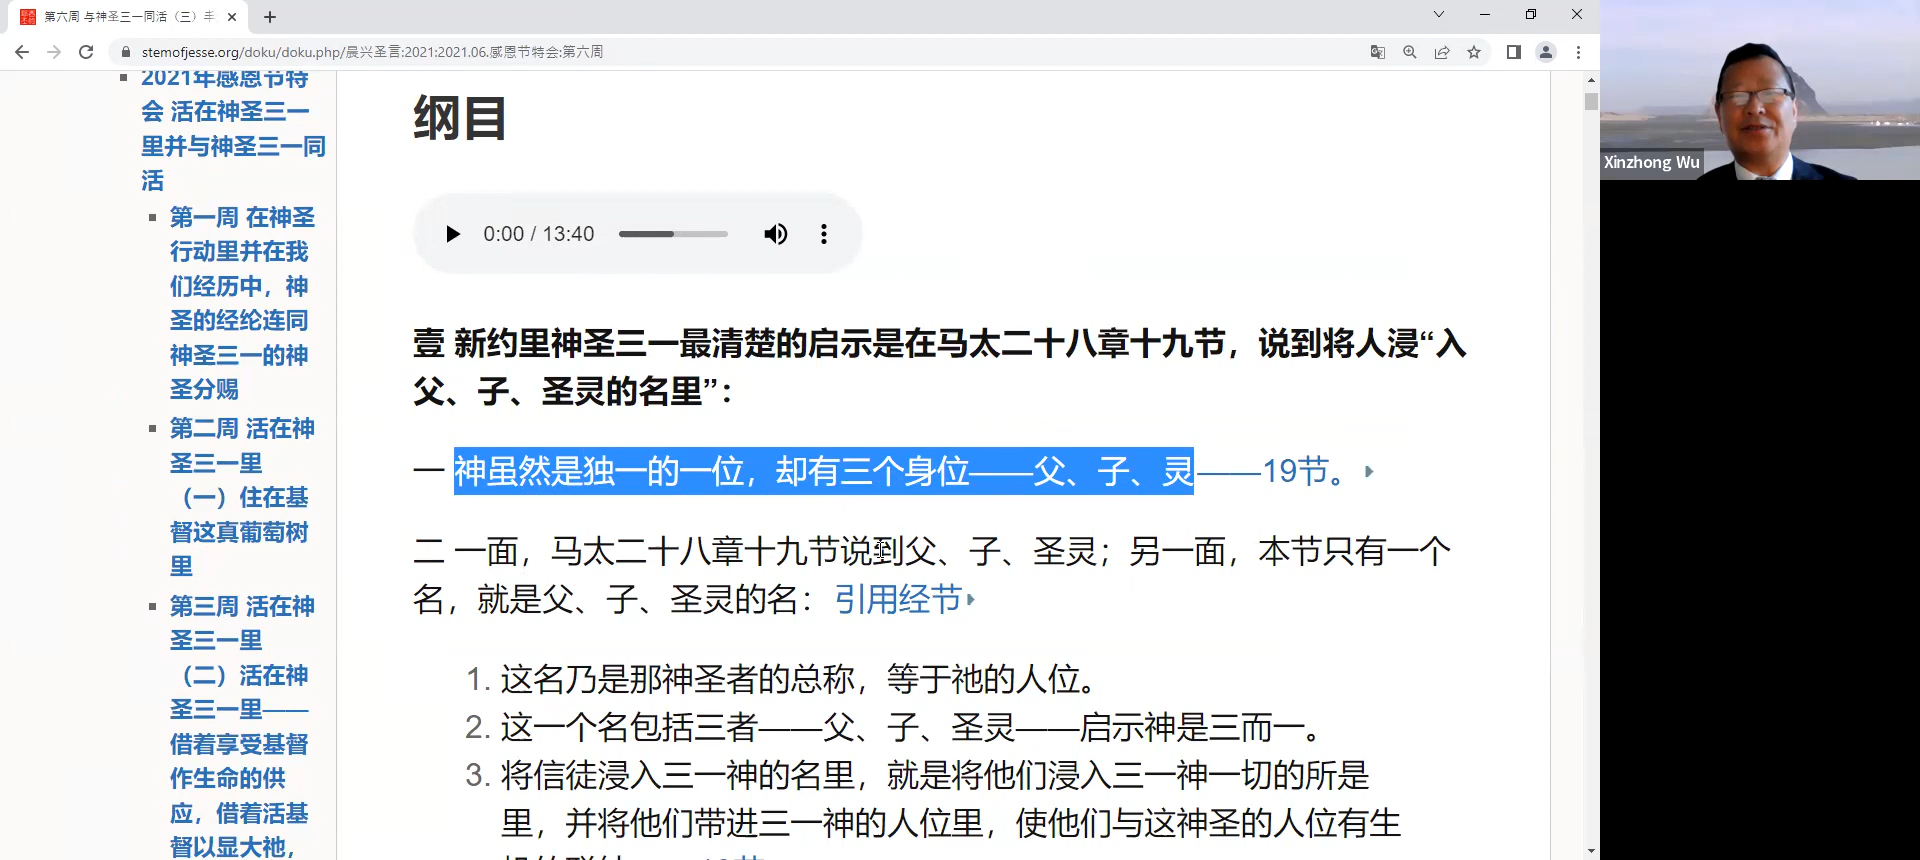 第六周 与神圣三一同活（三）丰
stemofjesse.org/doku/doku.php/晨兴圣言:2021:2021.06.感恩节特会:第六周
2021年感恩节特
会 活在神圣三一
里并与神圣三一同
活
第一周 在神圣
行动里并在我
们经历中，神
圣的经纶连同
神圣三一的神
圣分赐
第二周 活在神
圣三一里
（一）住在基
督这真葡萄树
里
第三周 活在神
圣三一里
（二）活在神
圣三一里——
借着享受基督
作生命的供
应，借着活基
督以显大祂，
纲目
0:00 / 13:40
壹 新约里神圣三一最清楚的启示是在马太二十八章十九节，说到将人浸“入
父、子、圣灵的名里”：
一 神虽然是独一的一位，却有三个身位——父、子、灵——19节。
二 一面，马太二十八章十九节说到父、子、圣灵；另一面，本节只有一个
名，就是父、子、圣灵的名： 引用经节
1. 这名乃是那神圣者的总称，等于祂的人位。
2. 这一个名包括三者——父、子、圣灵——启示神是三而一。
3. 将信徒浸入三一神的名里，就是将他们浸入三一神一切的所是
里，并将他们带进三一神的人位里，使他们与这神圣的人位有生
Xinzhong Wu